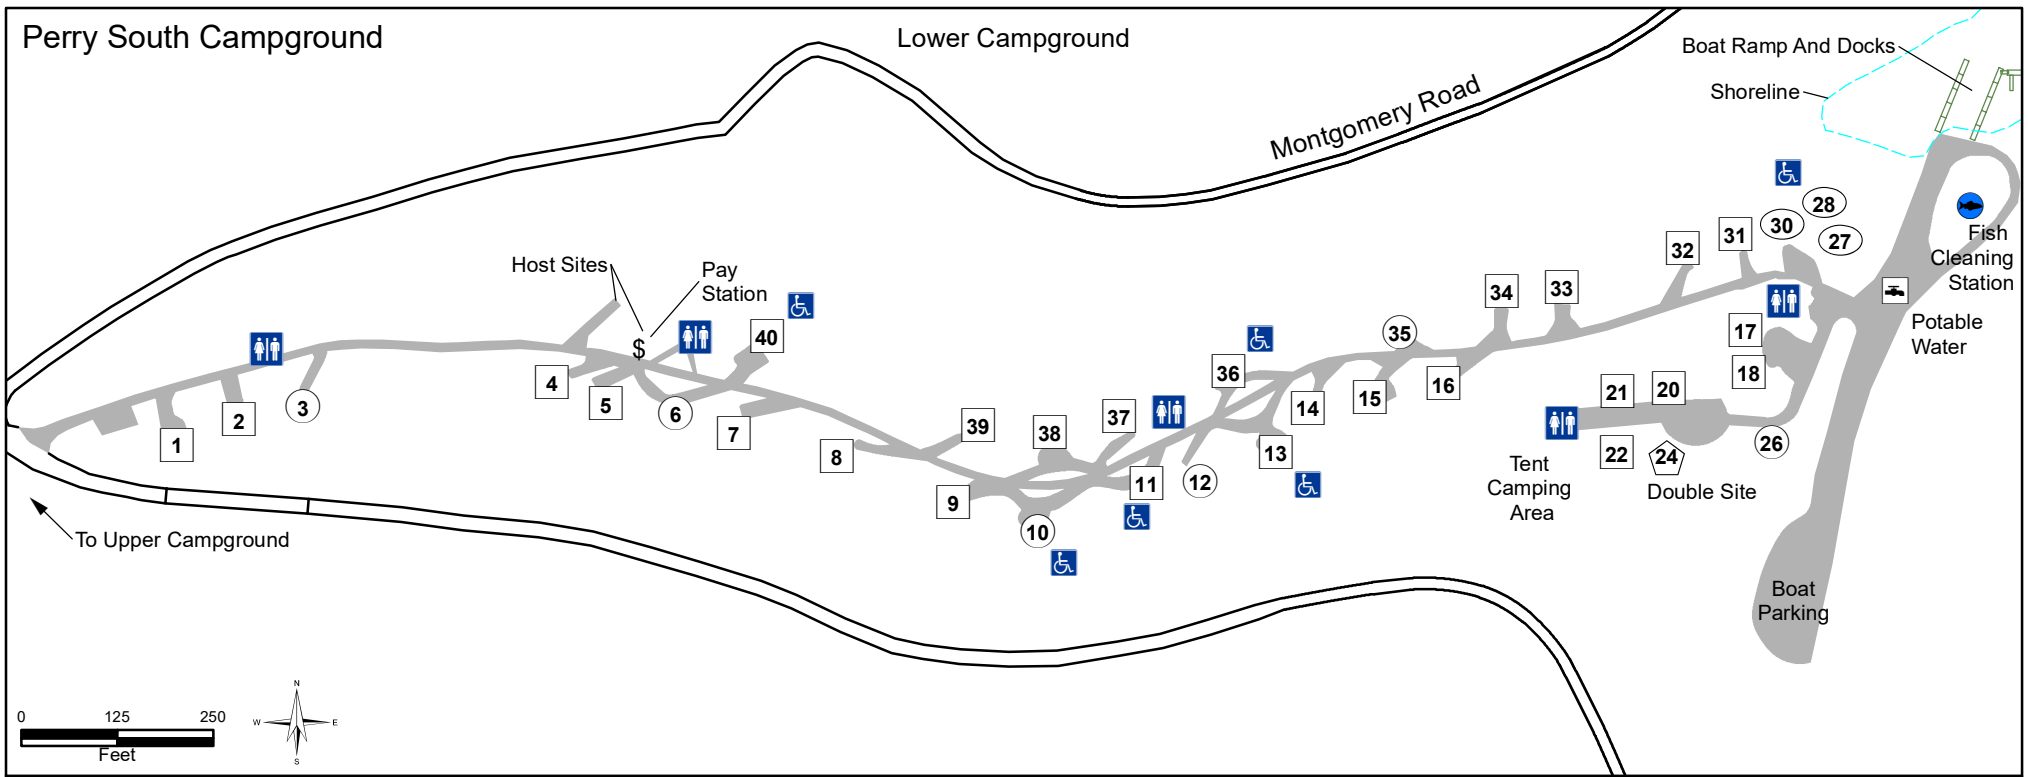 Perry South Campground
Lower Campground
Boat Ramp And Docks
Shoreline
Montgomery Road
28
30
27
Fish
Cleaning
Station
31
32
Host Sites
Pay
Station
$
34
33
Potable
Water
17
18
35
40
36
4
5
3
6
2
1
7
16
15
14
21
20
37
39
38
8
13
12
11
9
10
26
22
24
Double Site
Tent
Camping
Area
To Upper Campground
Boat
Parking
N
W
E
S
0
125
250
Feet